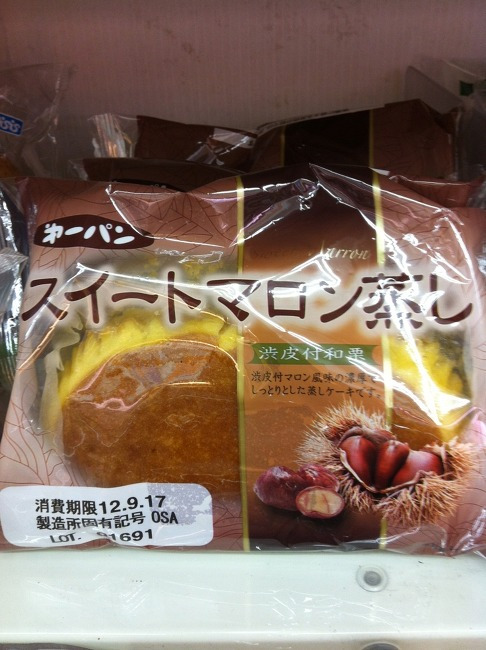 第一パン
スイートマロン蒸し
渋皮付和栗
渋皮付マロン風味の濃厚で
しっとりとした蒸しケーキです。
消費期限12.9.17
製造所固有記号 OSA
LOT. 91691